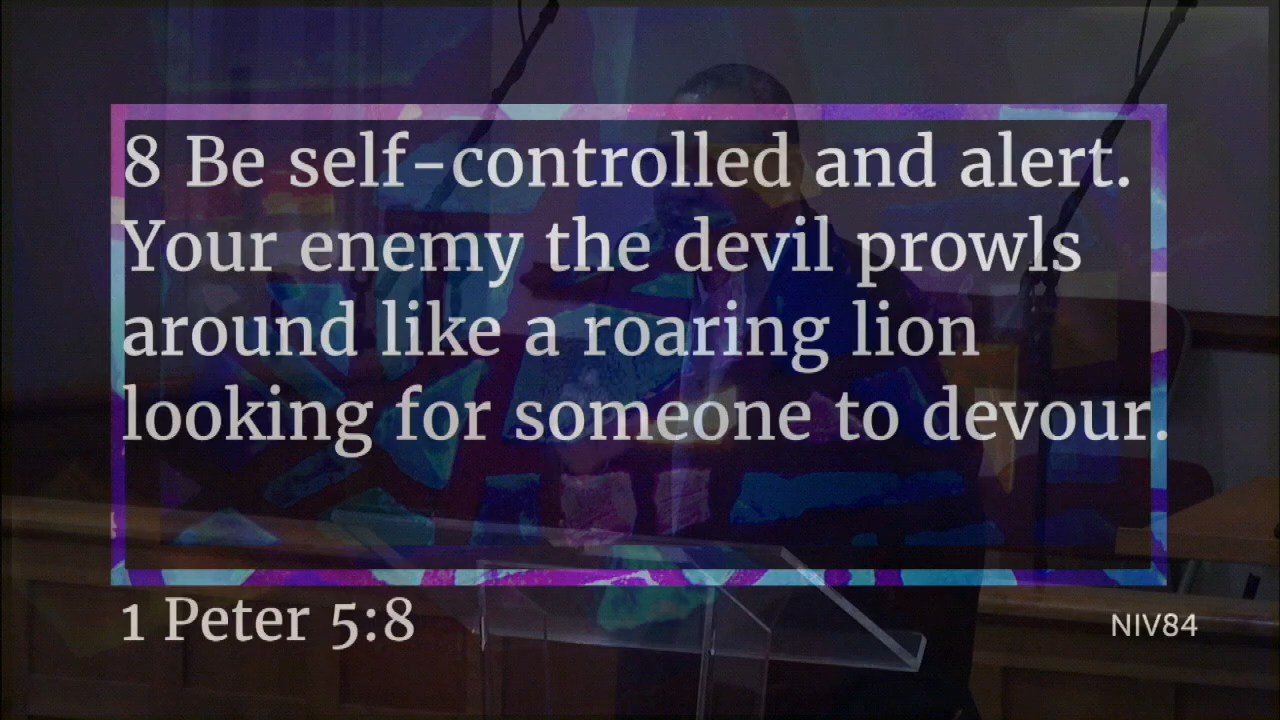 8 Be self-controlled and alert.
Your enemy the devil prowls
around like a roaring lion
looking for someone to devour.
1 Peter 5:8
NIV84